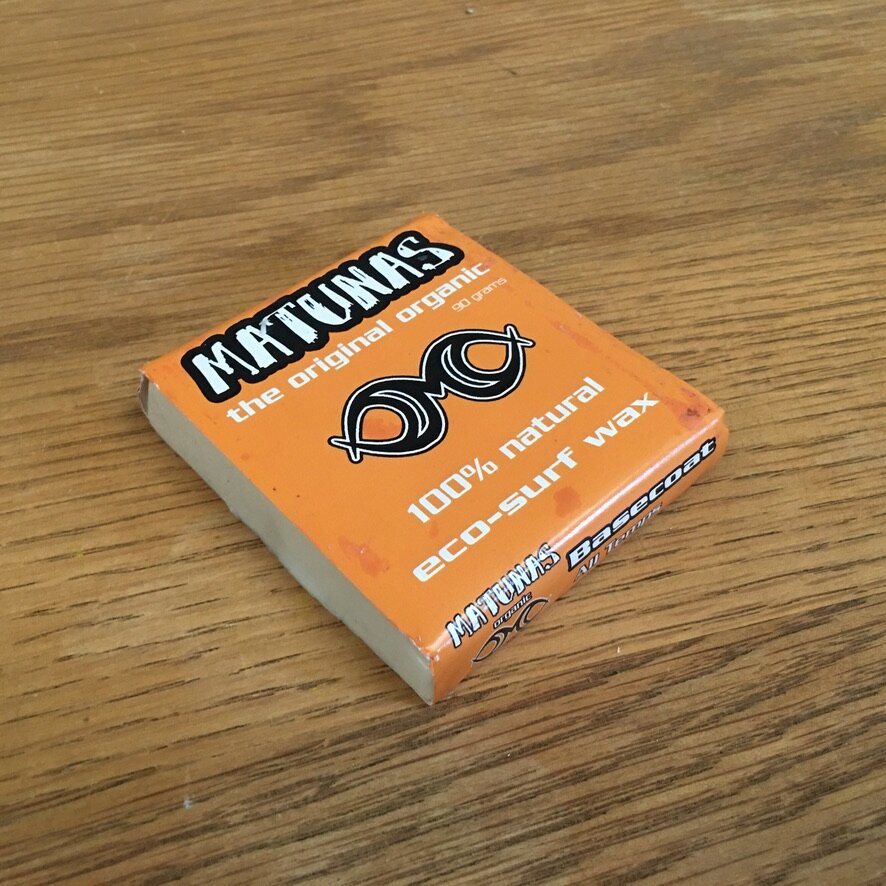 MATUNAS
the original organic
90 grams
100% natural
eco-surf wax
MATUNAS
organic
Basecoat
All Temps